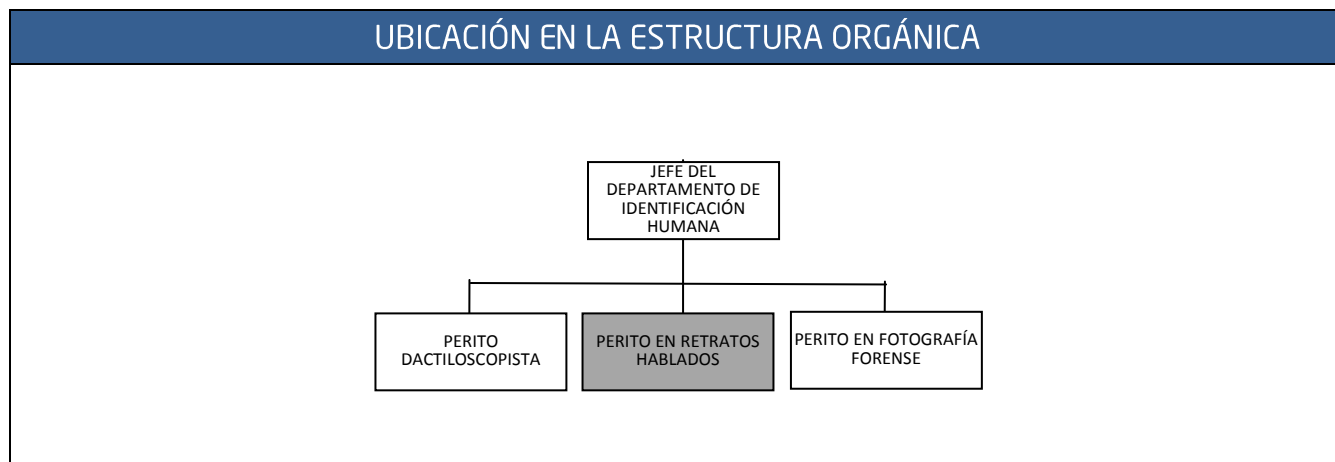 UBICACIÓN EN LA ESTRUCTURA ORGÁNICA
JEFE DEL
DEPARTAMENTO DE
IDENTIFICACIÓN
HUMANA
PERITO
DACTILOSCOPISTA
PERITO EN RETRATOS
HABLADOS
PERITO EN FOTOGRAFÍA
FORENSE